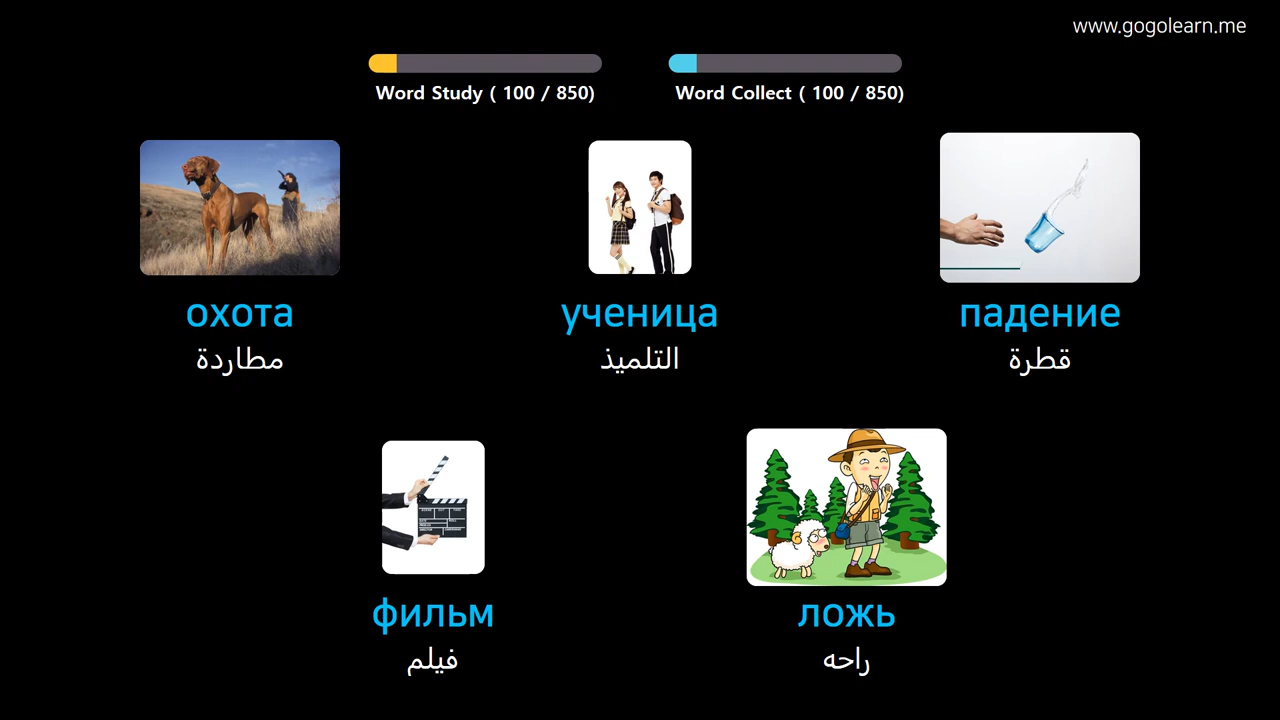 www.gogolearn.me
Word Study ( 100 / 850)
Word Collect ( 100 / 850)
охота
مطاردة
ученица
التلميذ
падение
قطرة
фильм
فيلم
ложь
راحه